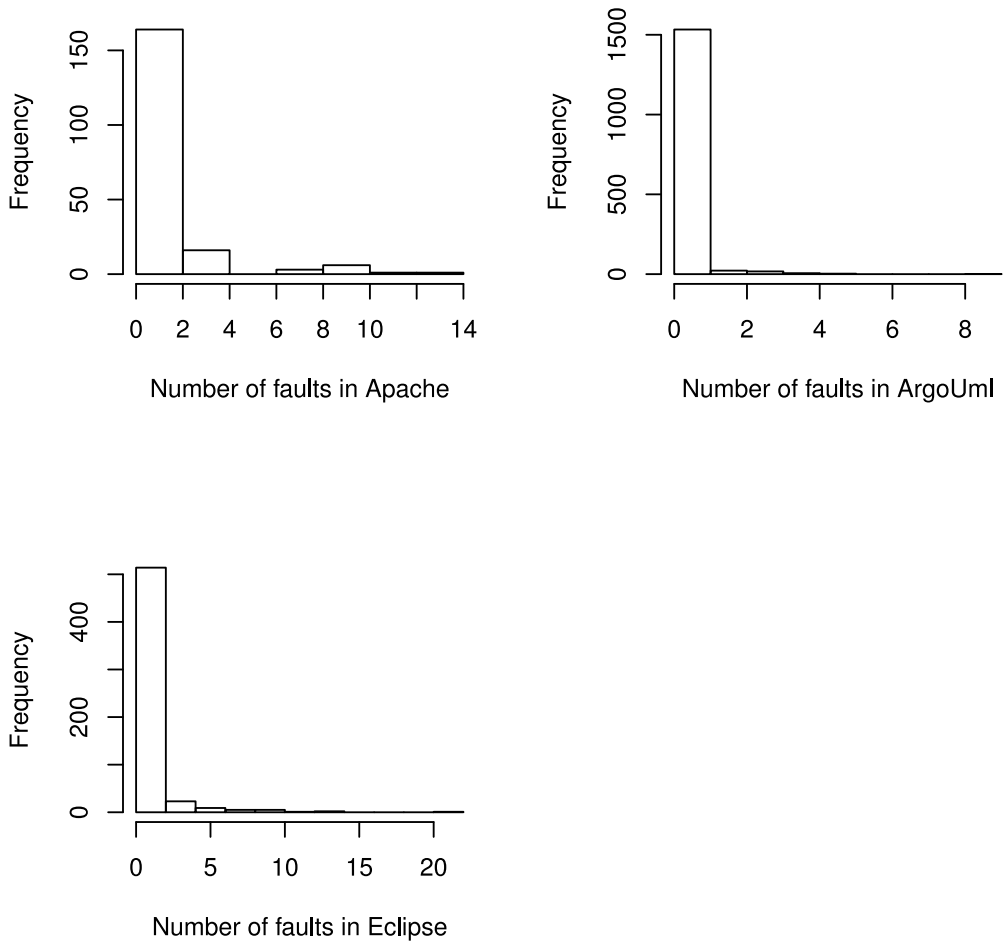 Frequency
150
100
50
0
0 2 4 6 8 10 14
Number of faults in Apache
Frequency
1500
1000
500
0
0 2 4 6 8
Number of faults in ArgoUml
Frequency
400
200
0
0 5 10 15 20
Number of faults in Eclipse